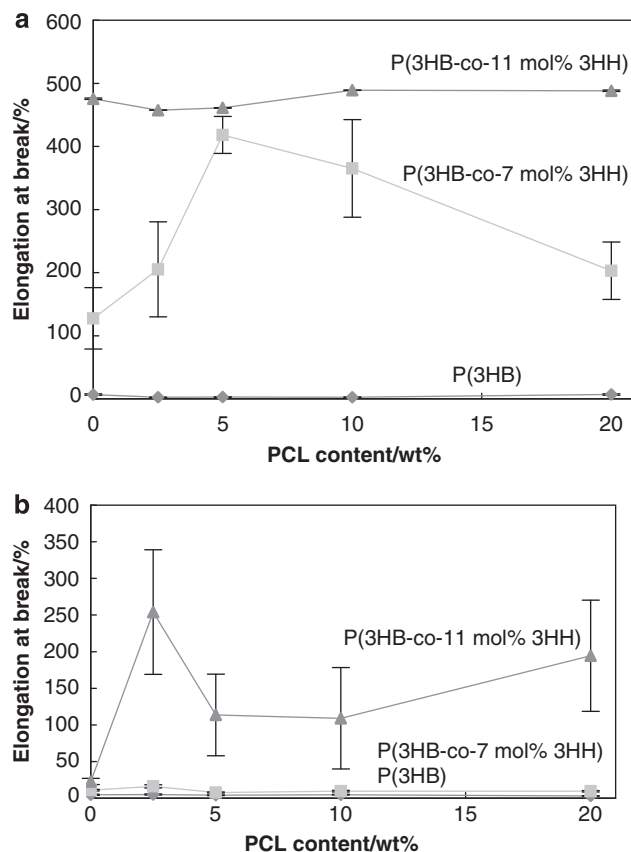 a
600
500
400
300
200
100
0
Elongation at break/%
P(3HB-co-11 mol% 3HH)
P(3HB-co-7 mol% 3HH)
P(3HB)
0 5 10 15 20
PCL content/wt%
b
400
350
300
250
200
150
100
50
0
Elongation at break/%
P(3HB-co-11 mol% 3HH)
P(3HB-co-7 mol% 3HH)
P(3HB)
0 5 10 15 20
PCL content/wt%